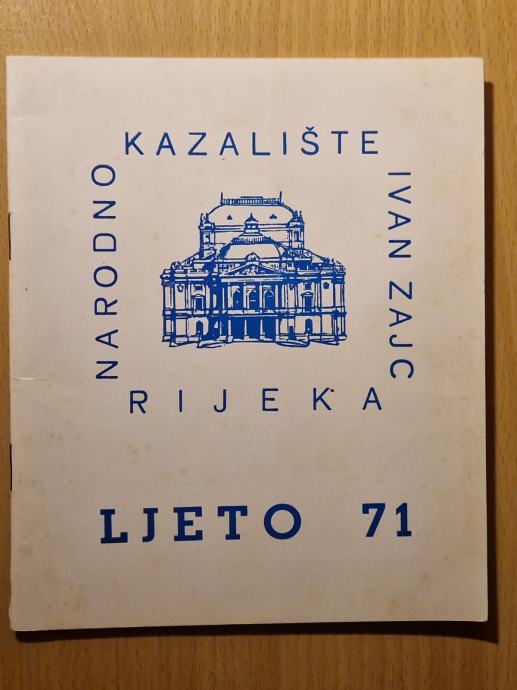 NARODNO
KAZALIŠTE
IVAN ZAJC
RIJEKA
LJETO 71